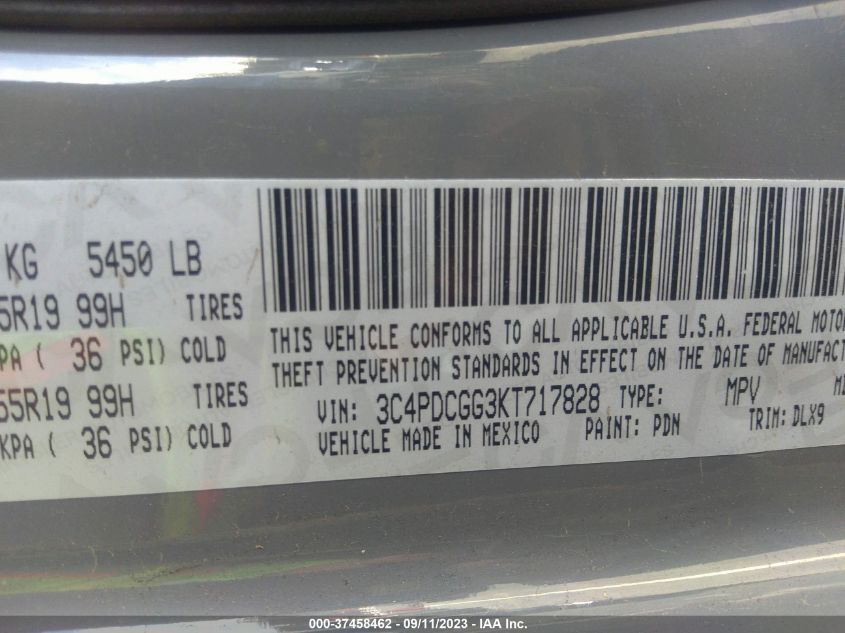 KG 5450 LB
5R19 99H TIRES
KPA ( 36 PSI) COLD
55R19 99H TIRES
KPA ( 36 PSI) COLD
THIS VEHICLE CONFORMS TO ALL APPLICABLE U.S.A. FEDERAL MOTOR
THEFT PREVENTION STANDARDS IN EFFECT ON THE DATE OF MANUFACT
VIN: 3C4PDCGG3KT717828 TYPE: MPV
VEHICLE MADE IN MEXICO PAINT: PDN TRIM: DLX9
000-37458462 - 09/11/2023 - IAA Inc.